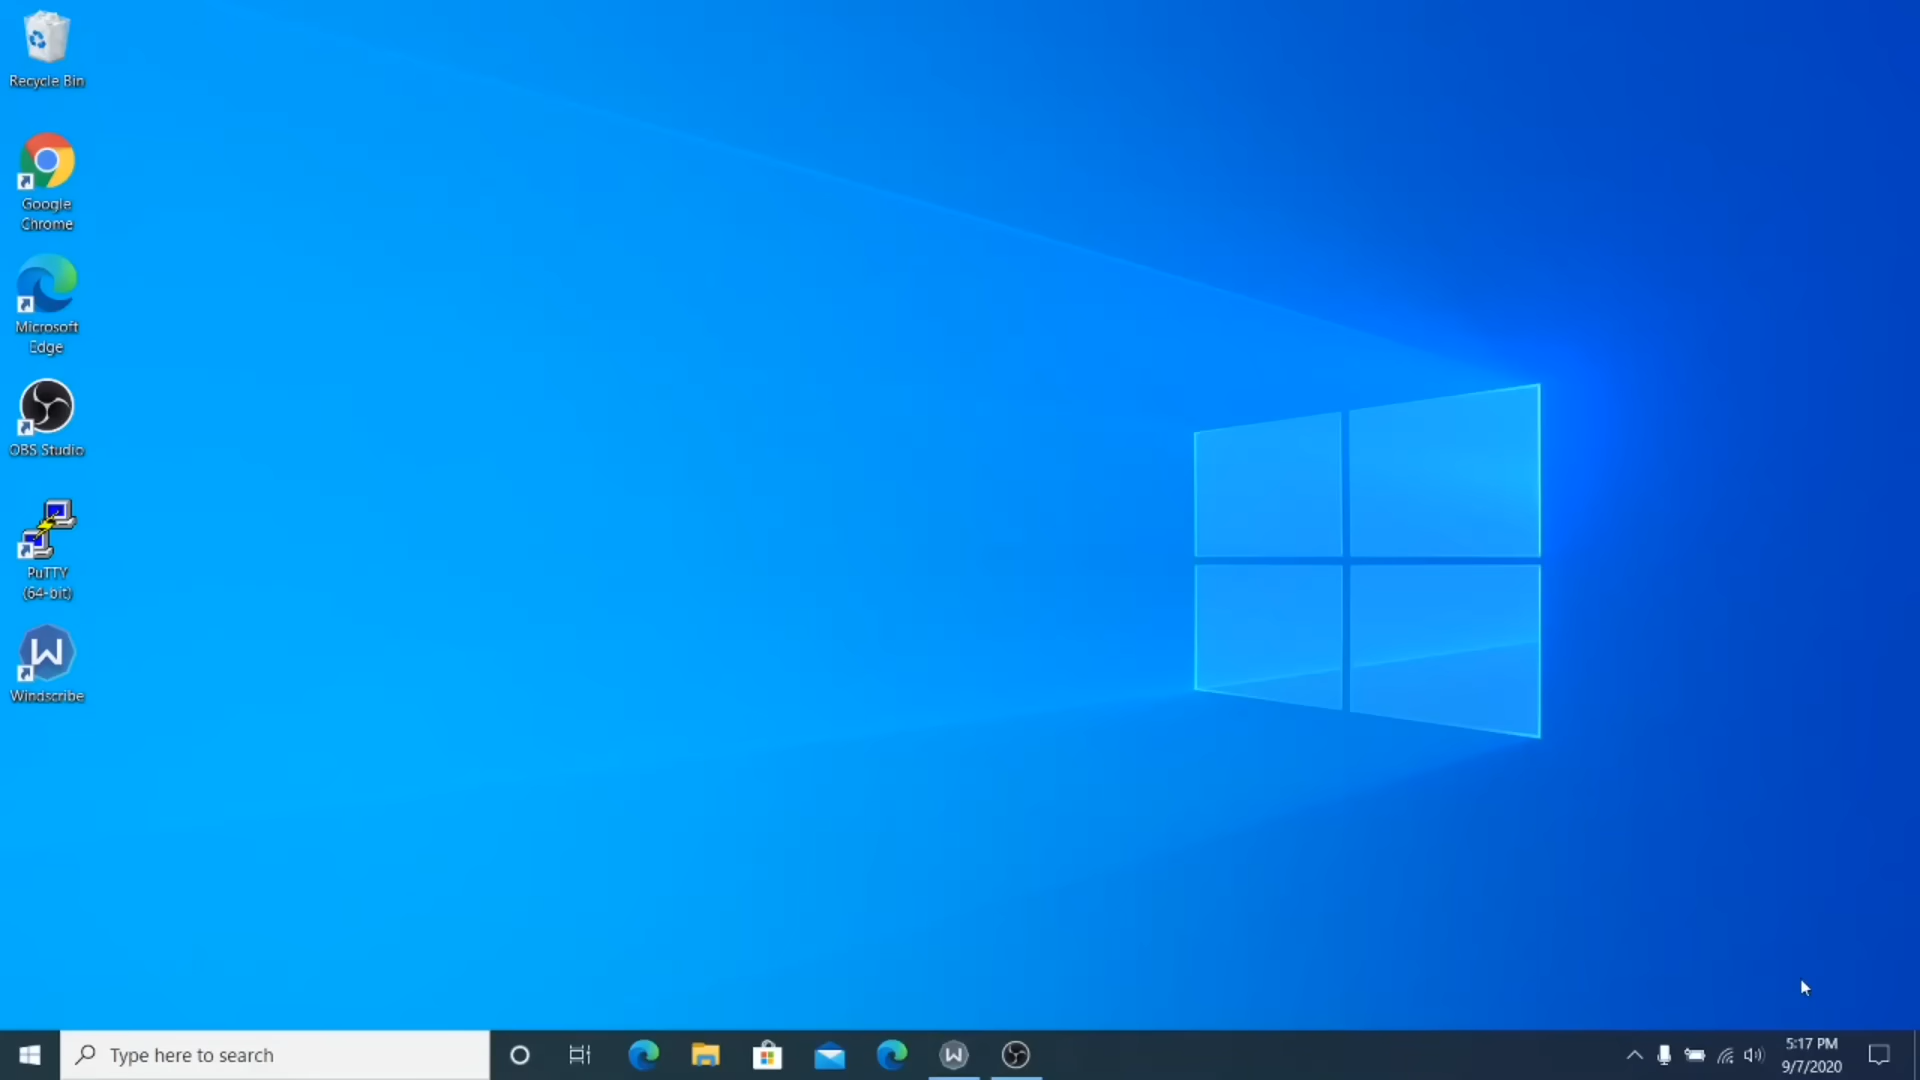 Recycle Bin
Google
Chrome
Microsoft
Edge
OBS Studio
PuTTY
(64-bit)
Windscribe
Type here to search
5:17 PM
9/7/2020